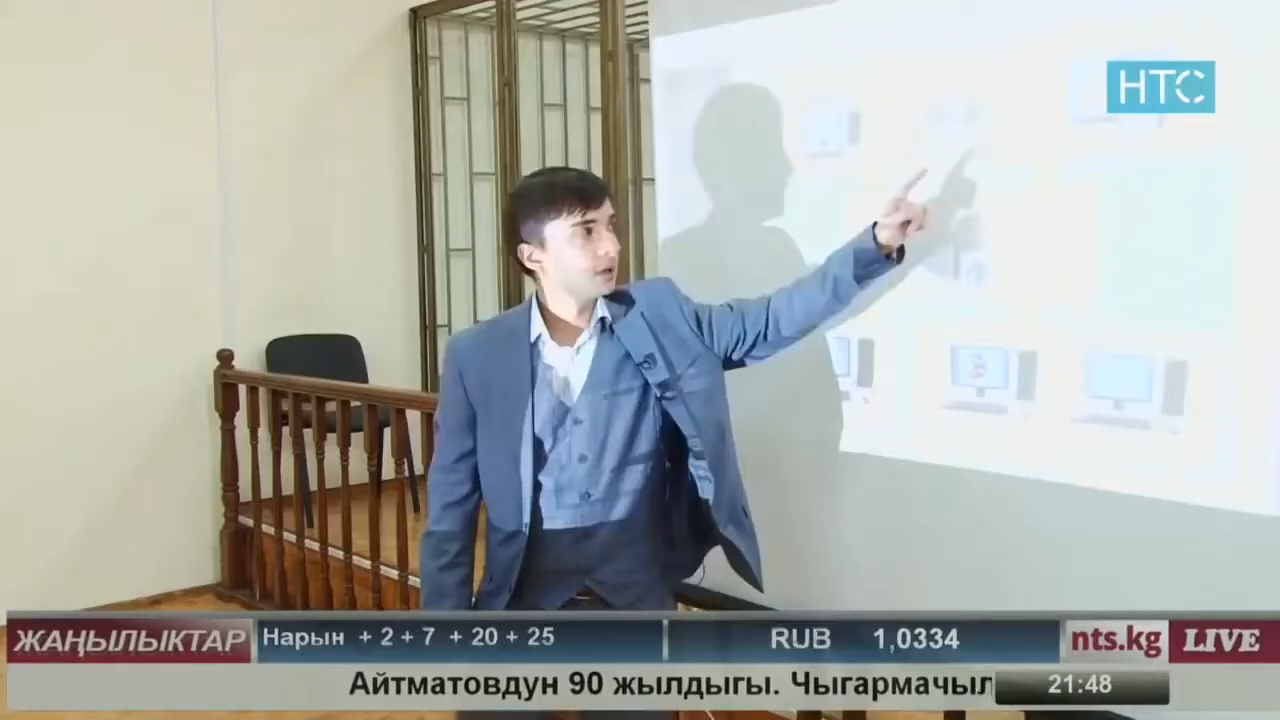 НТС
ЖАҢЫЛЫКТАР
Нарын + 2 + 7 + 20 + 25
RUB 1,0334
nts.kg
LIVE
Айтматовдун 90 жылдыгы. Чыгармачыл
21:48